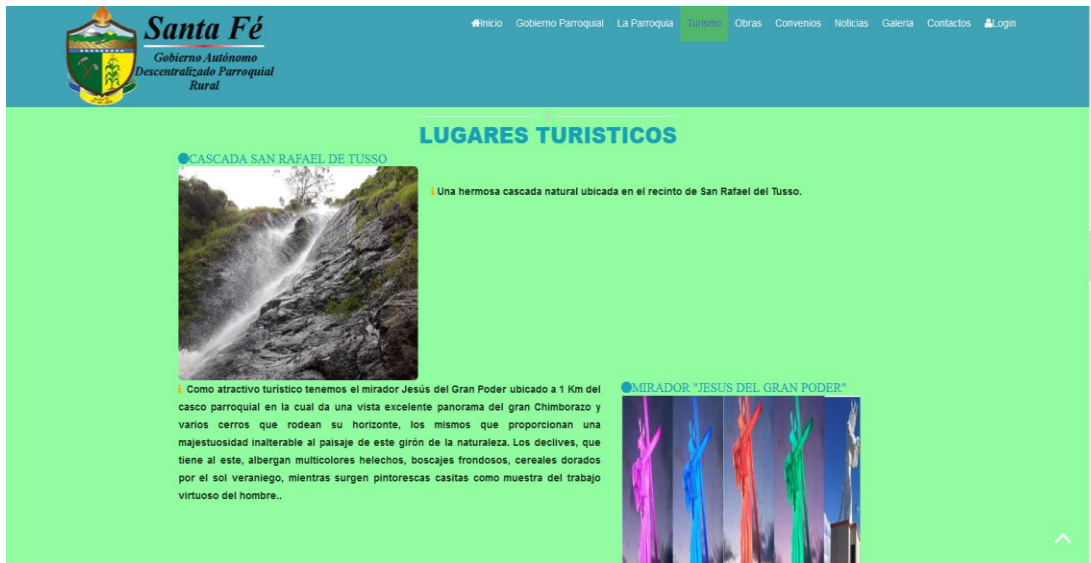 Santa Fé
Gobierno Autónomo
Descentralizado Parroquial
Rural
Inicio Gobierno Parroquial La Parroquia Turismo Obras Convenios Noticias Galeria Contactos Login
LUGARES TURISTICOS
CASCADA SAN RAFAEL DE TUSSO
Una hermosa cascada natural ubicada en el recinto de San Rafael del Tusso.
Como atractivo turístico tenemos el mirador Jesús del Gran Poder ubicado a 1 Km del
casco parroquial en la cual da una vista excelente panorama del gran Chimborazo y
varios cerros que rodean su horizonte, los mismos que proporcionan una
majestuosidad inalterable al paisaje de este girón de la naturaleza. Los declives, que
tiene al este, albergan multicolores helechos, boscajes frondosos, cereales dorados
por el sol veraniego, mientras surgen pintorescas casitas como muestra del trabajo
virtuoso del hombre..
MIRADOR "JESUS DEL GRAN PODER"